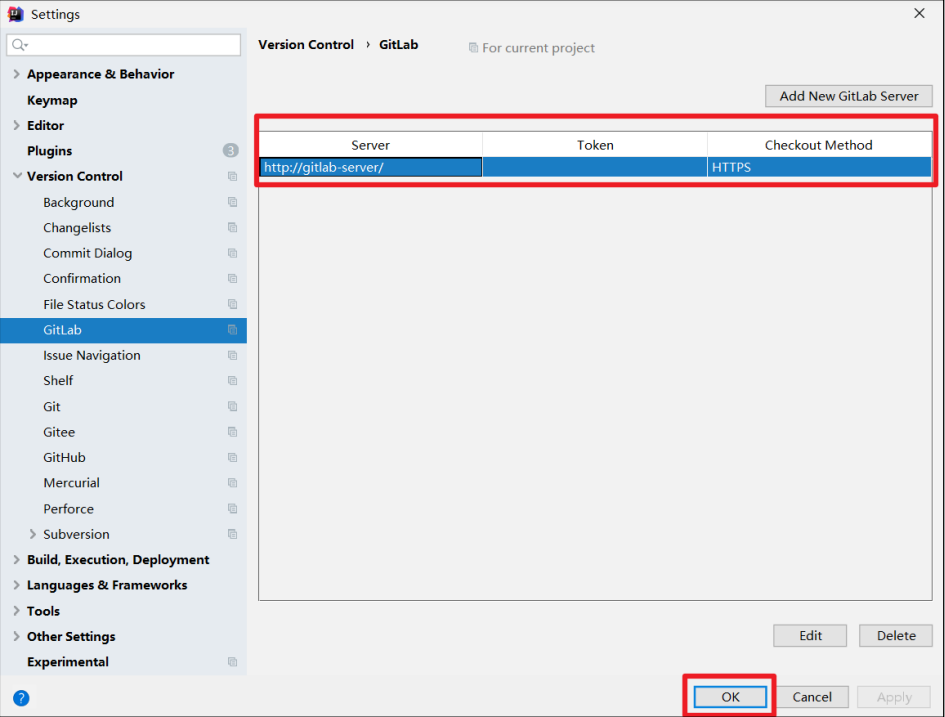 Settings
Version Control › GitLab
For current project
Appearance & Behavior
Keymap
Editor
Plugins
3
Version Control
Background
Changelists
Commit Dialog
Confirmation
File Status Colors
GitLab
Issue Navigation
Shelf
Git
Gitee
GitHub
Mercurial
Perforce
Subversion
Build, Execution, Deployment
Languages & Frameworks
Tools
Other Settings
Experimental
Add New GitLab Server
Server Token Checkout Method
http://gitlab-server/ HTTPS
Edit Delete
? OK Cancel Apply